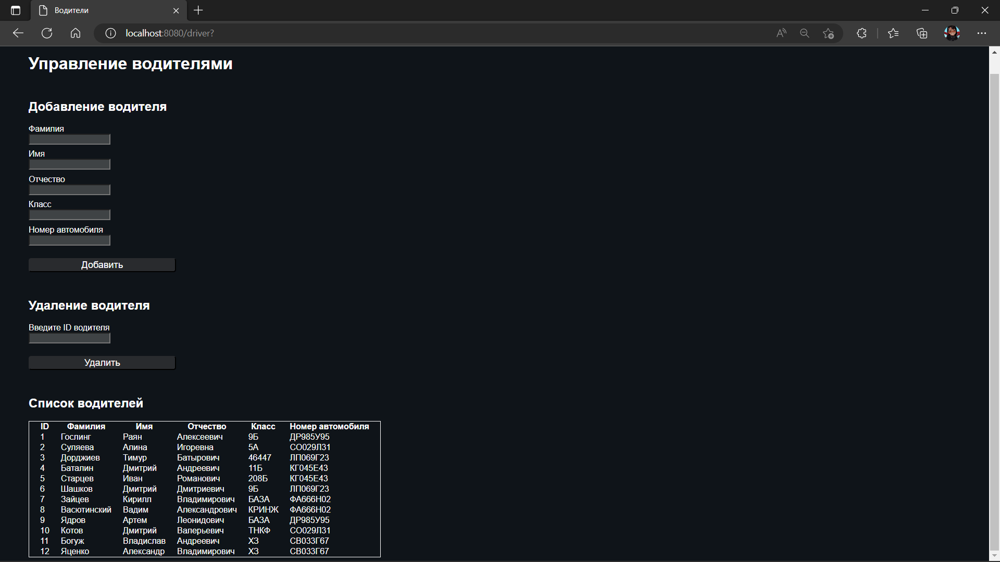 Водители
localhost:8080/driver?
Управление водителями
Добавление водителя
Фамилия
Имя
Отчество
Класс
Номер автомобиля
Добавить
Удаление водителя
Введите ID водителя
Удалить
Список водителей
ID Фамилия Имя Отчество Класс Номер автомобиля
1 Гослинг Раян Алексеевич 9Б ДР985У95
2 Суляева Алина Игоревна 5А СО029Л31
3 Дорджиев Тимур Батырович 46447 ЛП069Г23
4 Баталин Дмитрий Андреевич 11Б КГ045Е43
5 Старцев Иван Романович 208Б КГ045Е43
6 Шашков Дмитрий Дмитриевич 9Б ЛП069Г23
7 Зайцев Кирилл Владимирович БАЗА ФА666Н02
8 Васютинский Вадим Александрович КРИНЖ ФА666Н02
9 Ядров Артем Леонидович БАЗА ДР985У95
10 Котов Дмитрий Валерьевич ТНКФ СО029Л31
11 Богуж Владислав Андреевич ХЗ СВ033Г67
12 Яценко Александр Владимирович ХЗ СВ033Г67